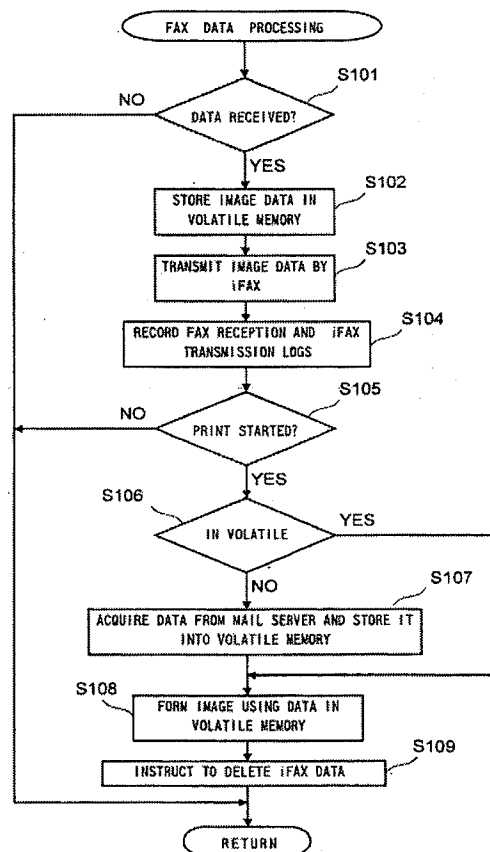 FAX DATA PROCESSING
S101
NO
DATA RECEIVED?
YES
S102
STORE IMAGE DATA IN
VOLATILE MEMORY
S103
TRANSMIT IMAGE DATA BY
iFAX
S104
RECORD FAX RECEPTION AND iFAX
TRANSMISSION LOGS
S105
NO
PRINT STARTED?
YES
S106
YES
IN VOLATILE
NO
S107
ACQUIRE DATA FROM MAIL SERVER AND STORE IT
INTO VOLATILE MEMORY
S108
FORM IMAGE USING DATA IN
VOLATILE MEMORY
S109
INSTRUCT TO DELETE iFAX DATA
RETURN